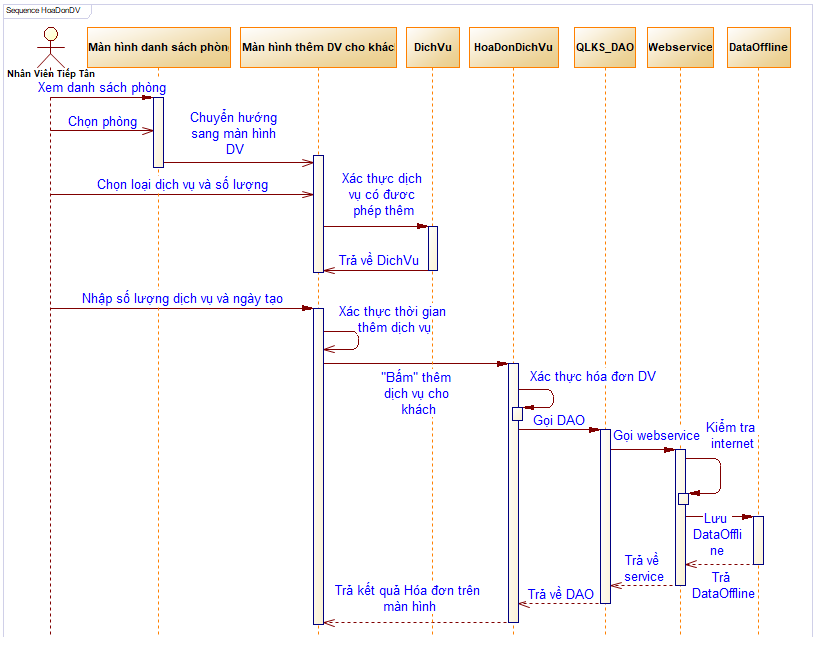 Sequence HoaDonDV
Màn hình danh sách phòn
Màn hình thêm DV cho khác
DichVu
HoaDonDichVu
QLKS_DAO
Webservice
DataOffline
Nhân Viên Tiếp Tân
Xem danh sách phòng
Chọn phòng
Chuyển hướng
sang màn hình
DV
Chọn loại dịch vụ và số lượng
Xác thực dịch
vụ có đươc
phép thêm
Trả về DichVu
Nhập số lượng dịch vụ và ngày tạo
Xác thực thời gian
thêm dịch vụ
"Bấm" thêm
dịch vụ cho
khách
Xác thực hóa đơn DV
Gọi DAO
Gọi webservice
Kiểm tra
internet
Lưu
DataOffli
ne
Trả
DataOffline
Trả về
service
Trả về DAO
Trả kết quả Hóa đơn trên
màn hình